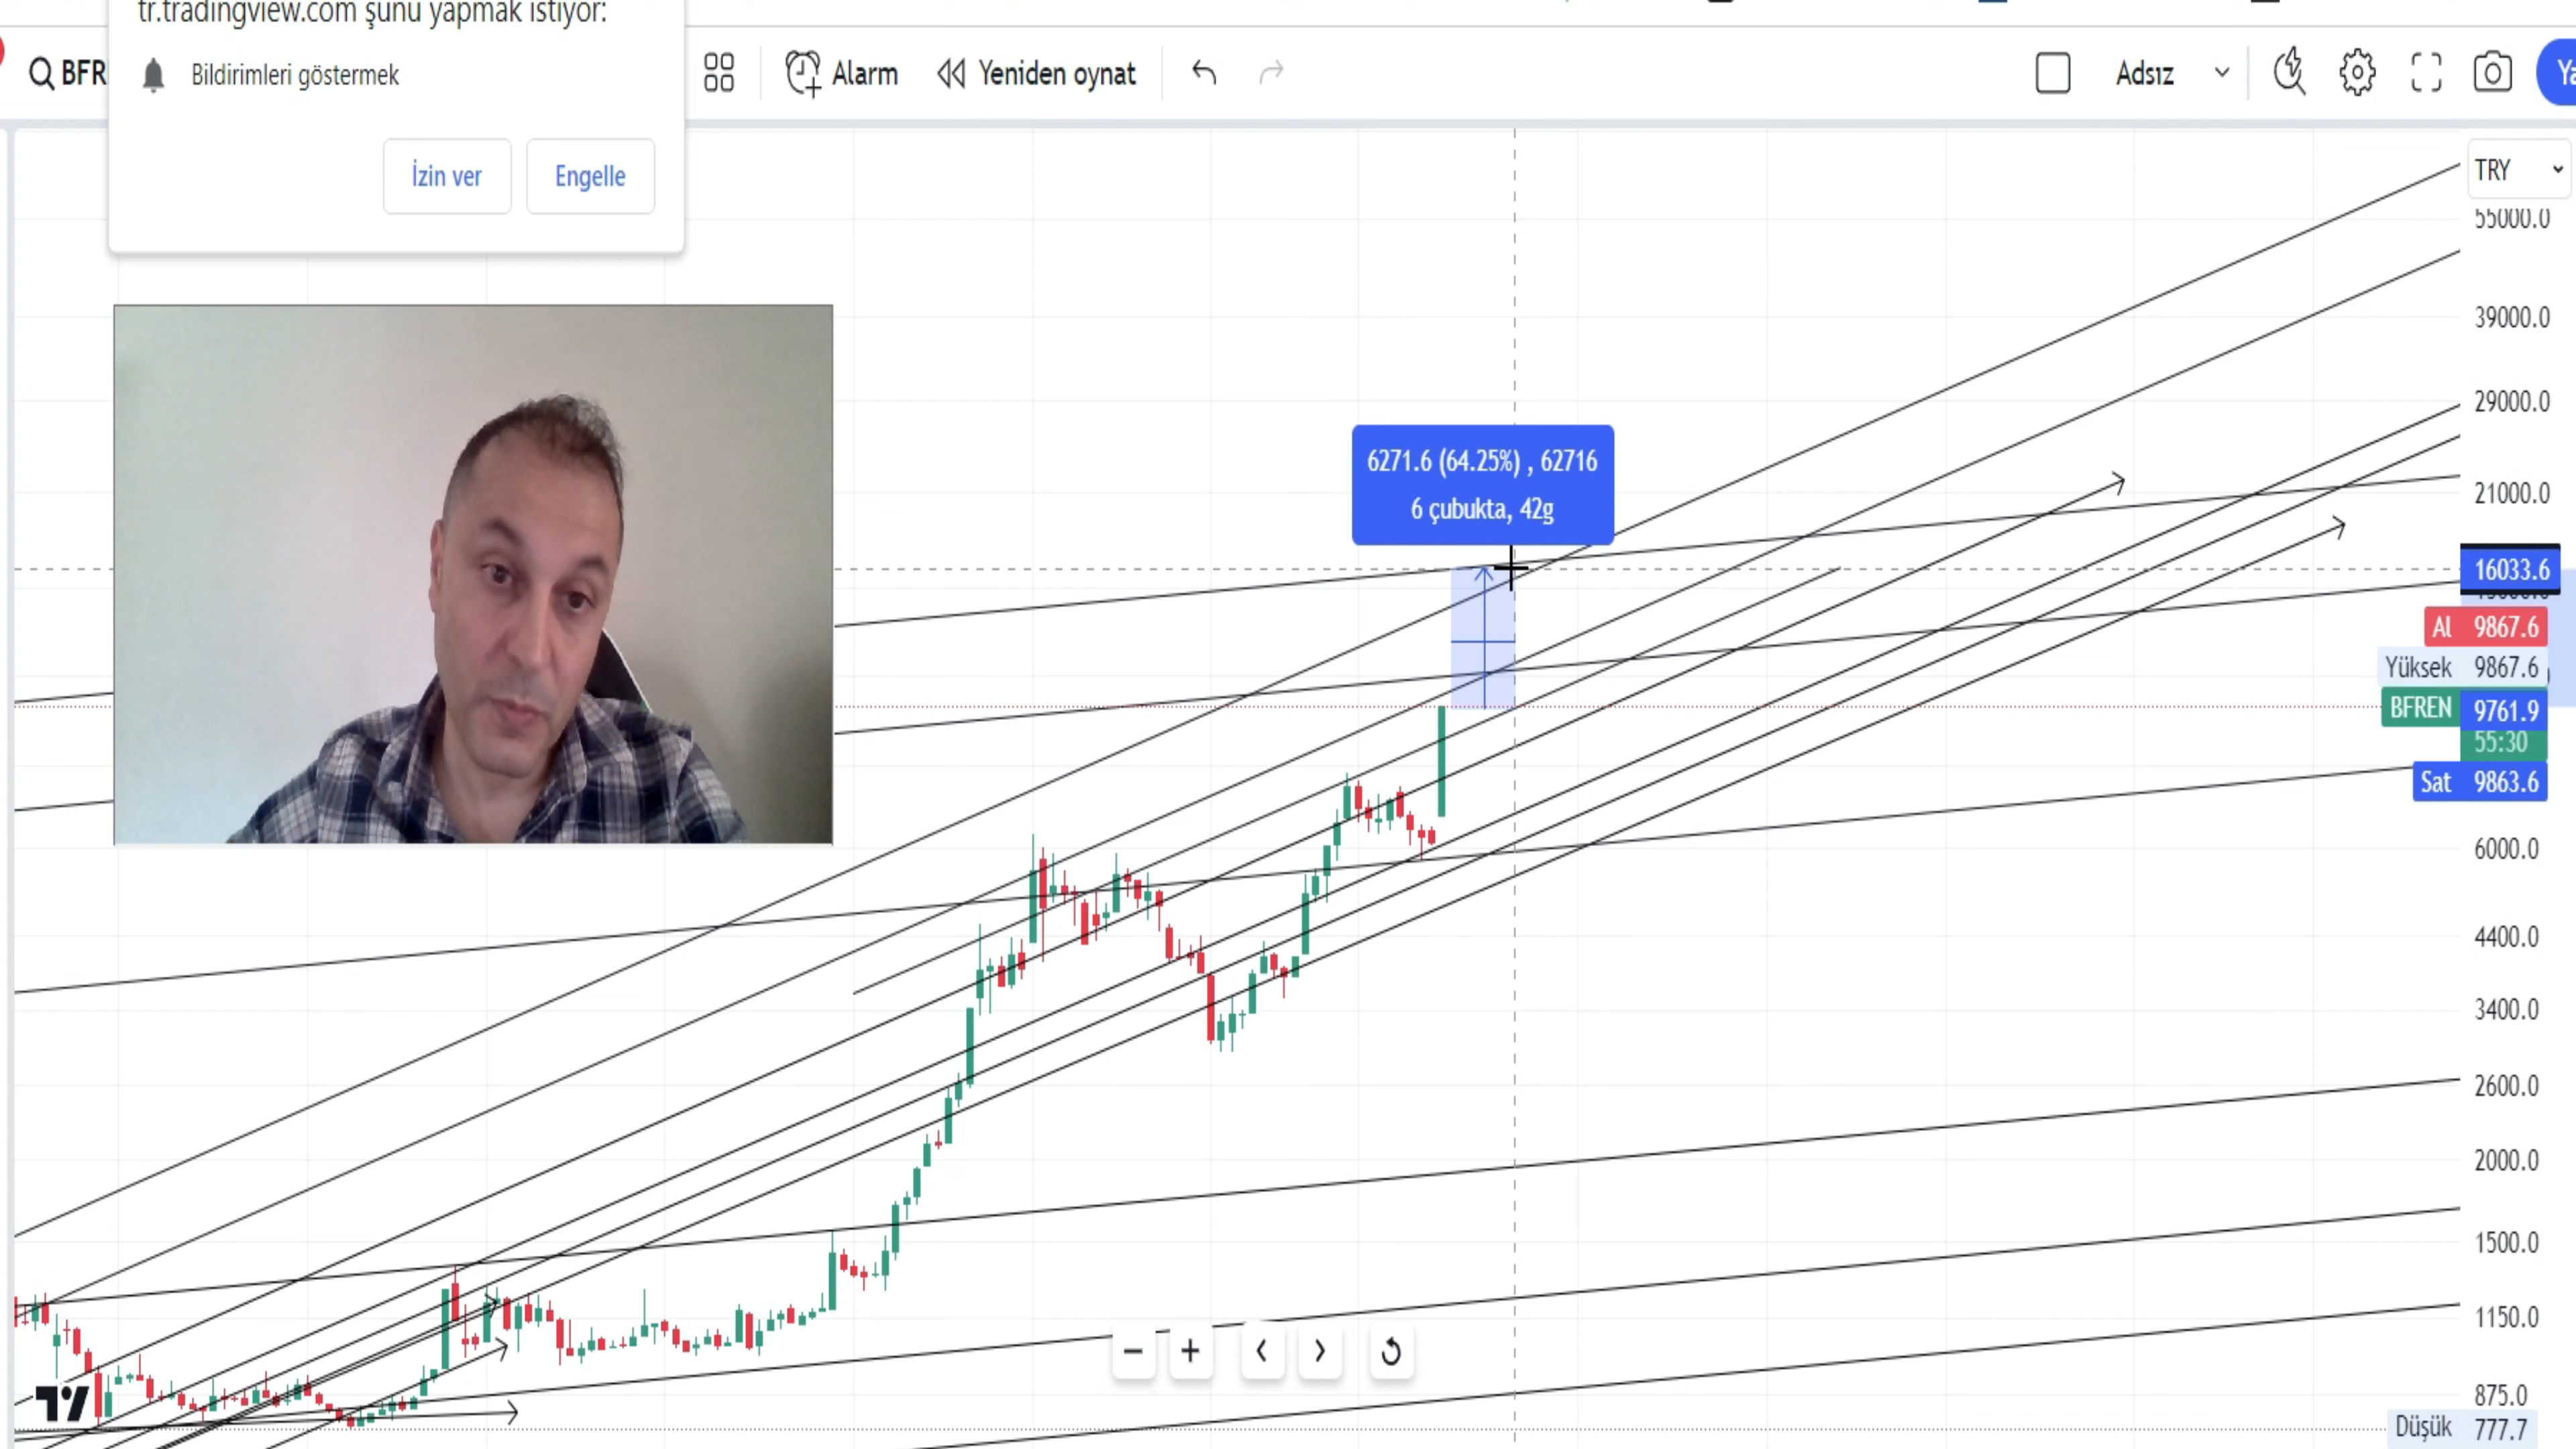 tr.tradingview.com şunu yapmak istiyor:
Bildirimleri göstermek
İzin ver
Engelle
BFR
Alarm
Yeniden oynat
Adsız
TRY
55000.0
39000.0
29000.0
6271.6 (64.25%) , 62716
6 çubukta, 42g
21000.0
16033.6
Al 9867.6
Yüksek 9867.6
BFREN 9761.9
55:30
Sat 9863.6
6000.0
4400.0
3400.0
2600.0
2000.0
1500.0
1150.0
875.0
Düşük 777.7